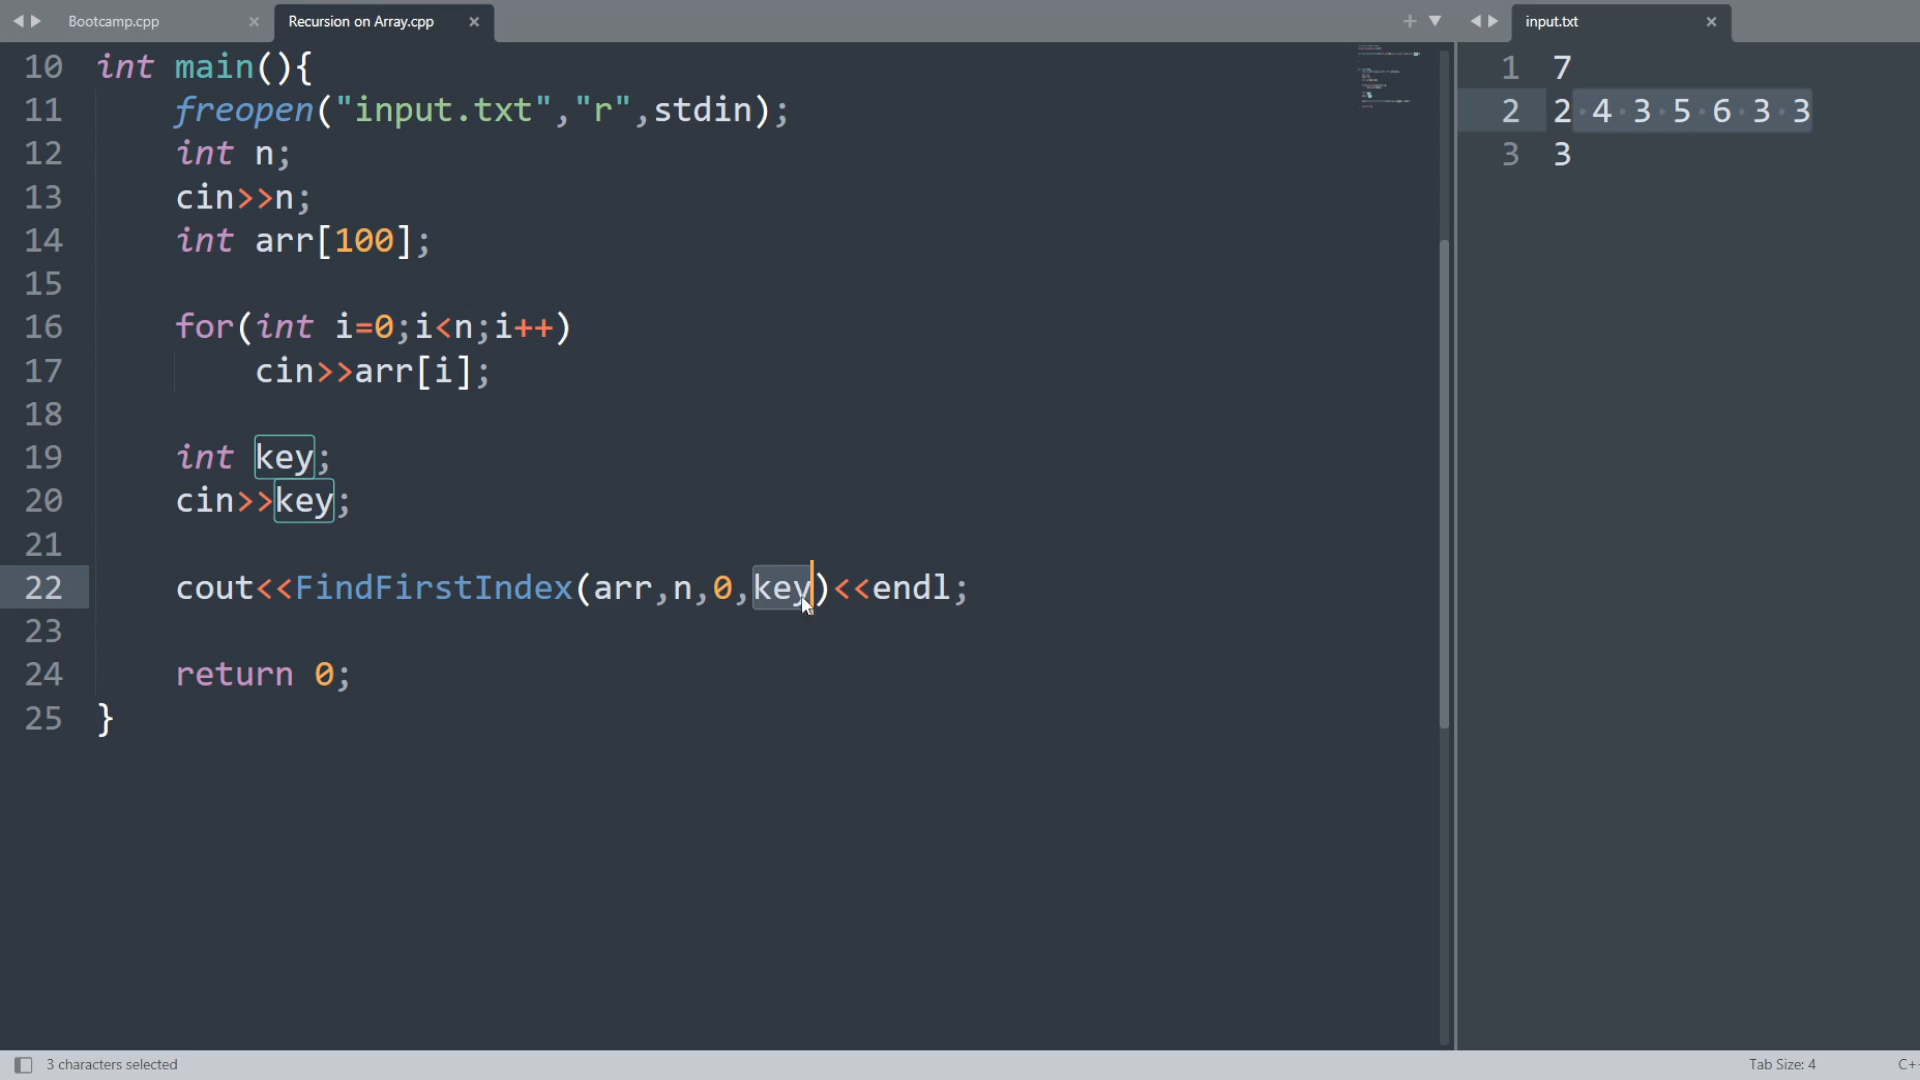 Bootcamp.cpp
Recursion on Array.cpp
input.txt
10 int main(){
11 freopen("input.txt","r",stdin);
12 int n;
13 cin>>n;
14 int arr[100];
15
16 for(int i=0;i<n;i++)
17 cin>>arr[i];
18
19 int key;
20 cin>>key;
21
22 cout<<FindFirstIndex(arr,n,0,key)<<endl;
23
24 return 0;
25 }
1 7
2 2 4 3 5 6 3 3
3 3
3 characters selected
Tab Size: 4
C+